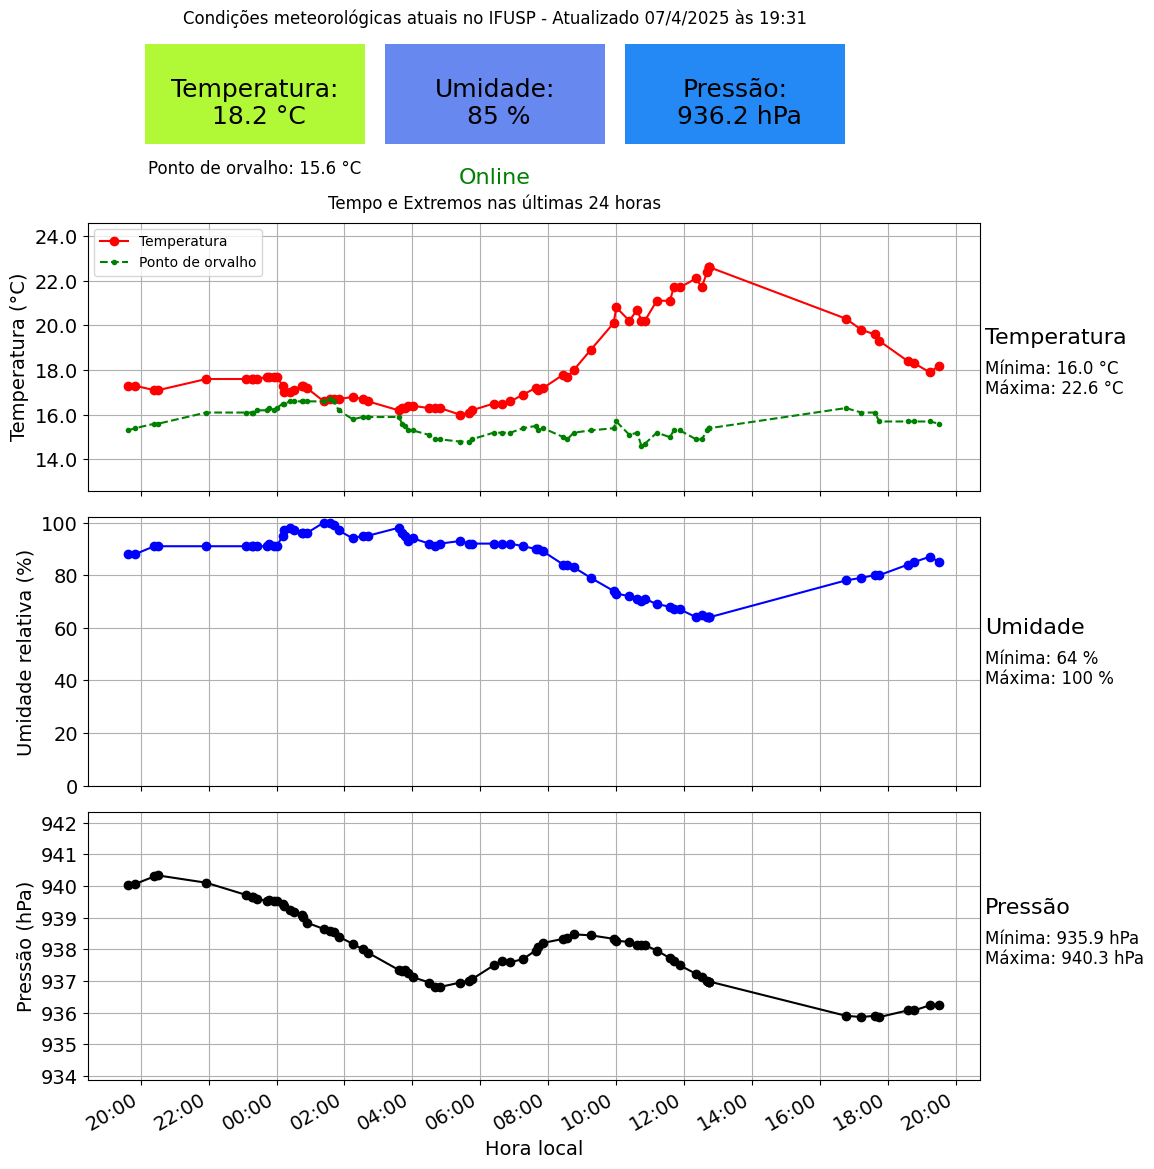 Condições meteorológicas atuais no IFUSP - Atualizado 07/4/2025 às 19:31
Temperatura:
18.2 °C
Umidade:
85 %
Pressão:
936.2 hPa
Ponto de orvalho: 15.6 °C
Online
Tempo e Extremos nas últimas 24 horas
Temperatura
Ponto de orvalho
Temperatura (°C)
24.0
22.0
20.0
18.0
16.0
14.0
Temperatura
Mínima: 16.0 °C
Máxima: 22.6 °C
Umidade relativa (%)
100
80
60
40
20
0
Umidade
Mínima: 64 %
Máxima: 100 %
Pressão (hPa)
942
941
940
939
938
937
936
935
934
Pressão
Mínima: 935.9 hPa
Máxima: 940.3 hPa
20:00 22:00 00:00 02:00 04:00 06:00 08:00 10:00 12:00 14:00 16:00 18:00 20:00
Hora local